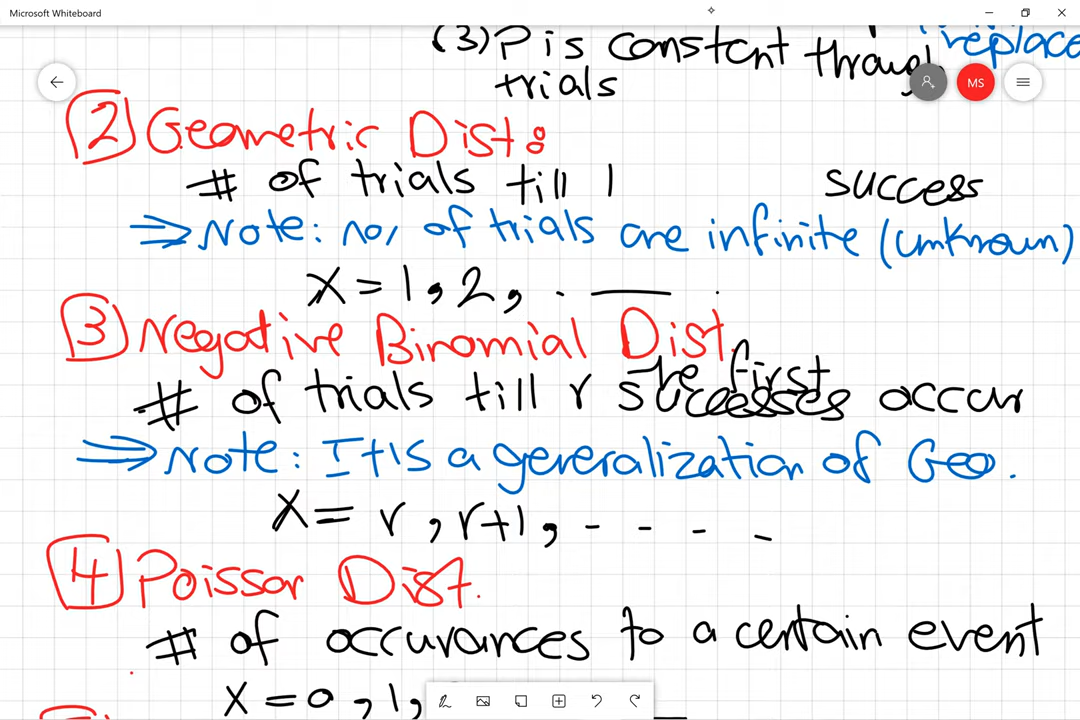 Microsoft Whiteboard
(3) P is constant through replace
trials
MS
2 Geometric Dist:
# of trials till 1 success
⇒ Note: no, of trials are infinite (unknown)
X = 1, 2, . — .
3 Negative Binomial Dist.
the first
# of trials till r successes occur
⇒ Note: It Is a generalization of Geo.
X = r, r+1, - - - -
4 Poisson Dist.
# of occurances to a certain event
X = 0, 1,